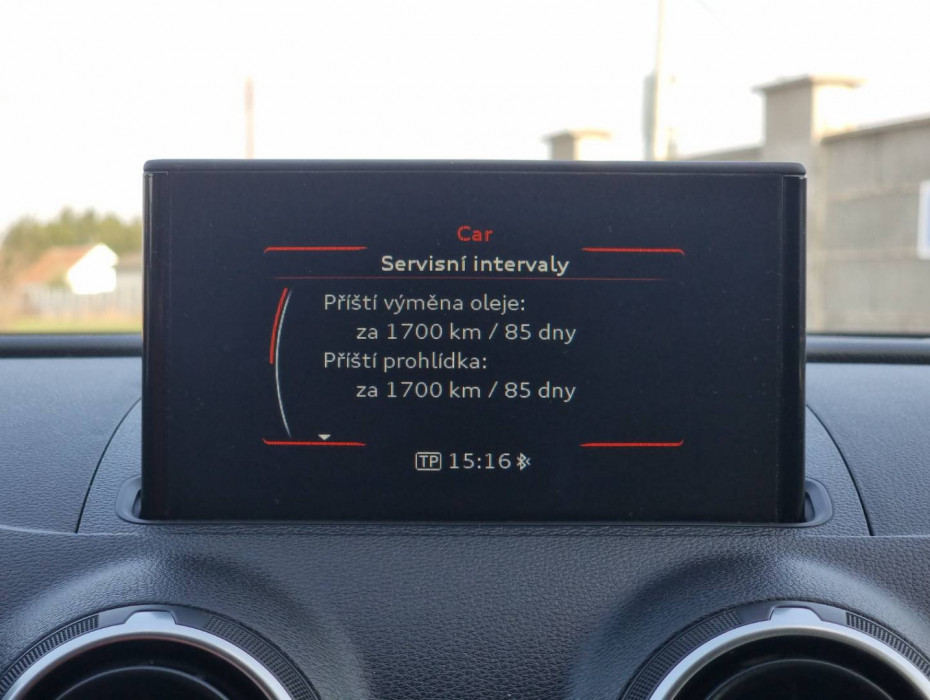 Car
Servisní intervaly
Příští výměna oleje:
za 1700 km / 85 dny
Příští prohlídka:
za 1700 km / 85 dny
TP 15:16